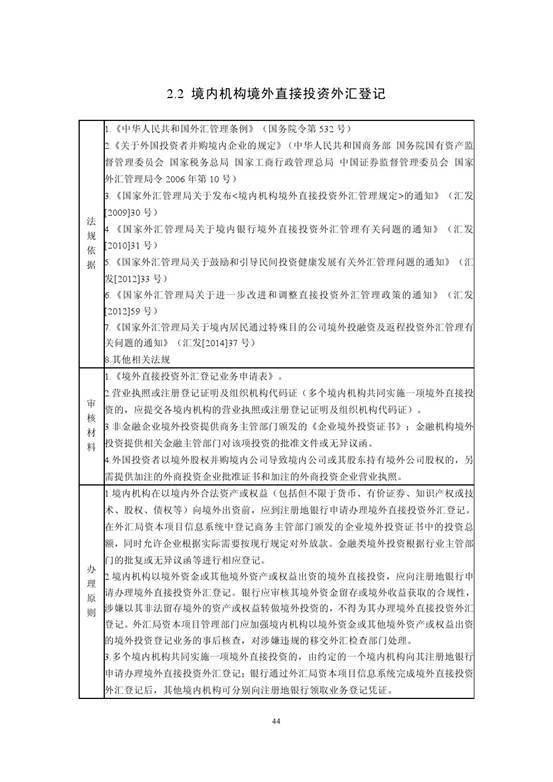 2.2 境内机构境外直接投资外汇登记
法规依据
1.《中华人民共和国外汇管理条例》（国务院令第 532 号）
2.《关于外国投资者并购境内企业的规定》（中华人民共和国商务部 国务院国有资产监
督管理委员会 国家税务总局 国家工商行政管理总局 中国证券监督管理委员会 国家
外汇管理局令 2006 年第 10 号）
3.《国家外汇管理局关于发布<境内机构境外直接投资外汇管理规定>的通知》（汇发
[2009]30 号）
4.《国家外汇管理局关于境内银行境外直接投资外汇管理有关问题的通知》（汇发
[2010]31 号）
5.《国家外汇管理局关于鼓励和引导民间投资健康发展有关外汇管理问题的通知》（汇
发[2012]33 号）
6.《国家外汇管理局关于进一步改进和调整直接投资外汇管理政策的通知》（汇发
[2012]59 号）
7.《国家外汇管理局关于境内居民通过特殊目的公司境外投融资及返程投资外汇管理有
关问题的通知》（汇发[2014]37 号）
8.其他相关法规
审核材料
1.《境外直接投资外汇登记业务申请表》。
2.营业执照或注册登记证明及组织机构代码证（多个境内机构共同实施一项境外直接投
资的，应提交各境内机构的营业执照或注册登记证明及组织机构代码证）。
3.非金融企业境外投资提供商务主管部门颁发的《企业境外投资证书》；金融机构境外
投资提供相关金融主管部门对该项投资的批准文件或无异议函。
4.外国投资者以境外股权并购境内公司导致境内公司或其股东持有境外公司股权的，另
需提供加注的外商投资企业批准证书和加注的外商投资企业营业执照。
办理原则
1.境内机构在以境内外合法资产或权益（包括但不限于货币、有价证券、知识产权或技
术、股权、债权等）向境外出资前，应到注册地银行申请办理境外直接投资外汇登记。
在外汇局资本项目信息系统中登记商务主管部门颁发的企业境外投资证书中的投资总
额，同时允许企业根据实际需要按现行规定对外放款。金融类境外投资根据行业主管部
门的批复或无异议函等进行相应登记。
2.境内机构以境外资金或其他境外资产或权益出资的境外直接投资，应向注册地银行申
请办理境外直接投资外汇登记。银行应审核其境外资金留存或境外收益获取的合规性，
涉嫌以其非法留存境外的资产或权益转做境外投资的，不得为其办理境外直接投资外汇
登记。外汇局资本项目管理部门应加强境内机构以境外资金或其他境外资产或权益出资
的境外投资登记业务的事后核查，对涉嫌违规的移交外汇检查部门处理。
3.多个境内机构共同实施一项境外直接投资的，由约定的一个境内机构向其注册地银行
申请办理境外直接投资外汇登记；银行通过外汇局资本项目信息系统完成境外直接投资
外汇登记后，其他境内机构可分别向注册地银行领取业务登记凭证。
44